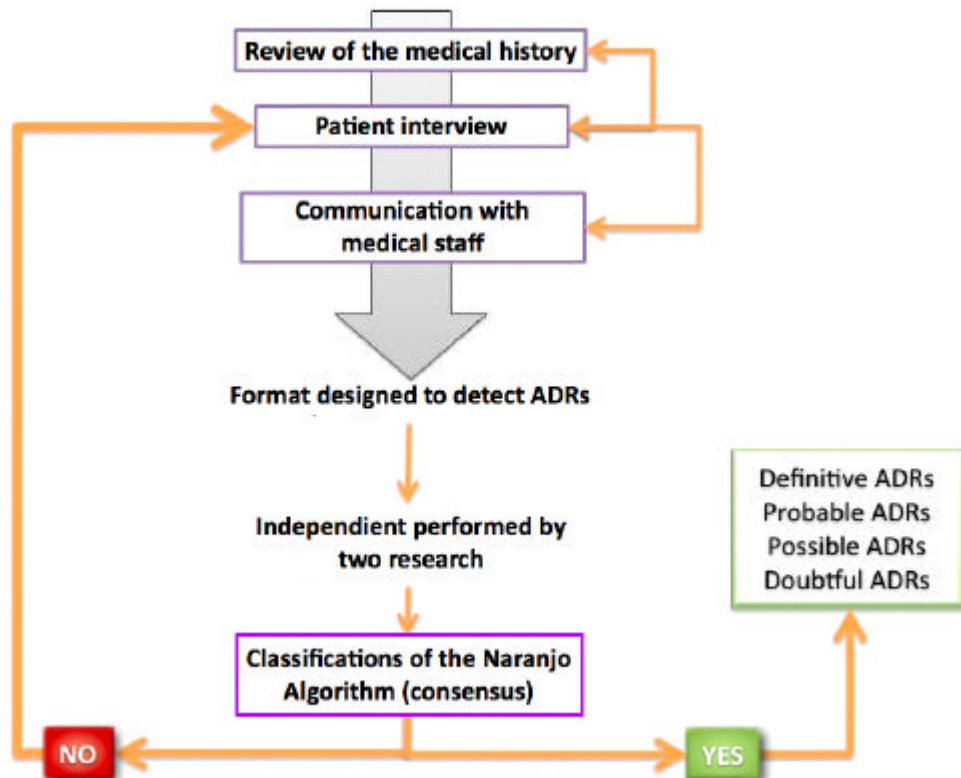 Review of the medical history
Patient interview
Communication with
medical staff
Format designed to detect ADRs
Independient performed by
two research
Classifications of the Naranjo
Algorithm (consensus)
NO
YES
Definitive ADRs
Probable ADRs
Possible ADRs
Doubtful ADRs